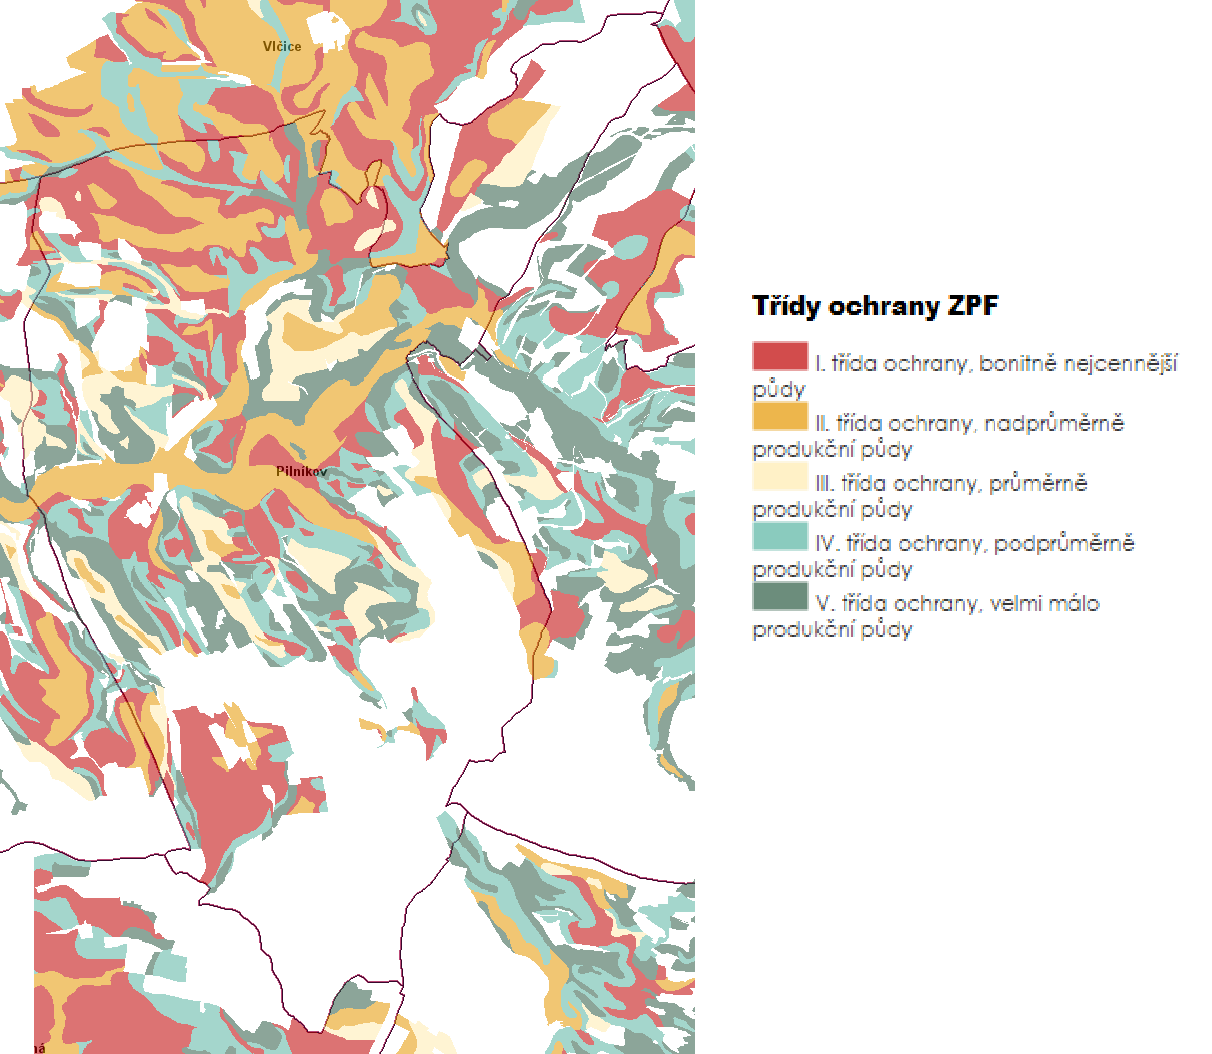 Vlčice
Pilníkov
ná
Třídy ochrany ZPF
I. třída ochrany, bonitně nejcennější
půdy
II. třída ochrany, nadprůměrně
produkční půdy
III. třída ochrany, průměrně
produkční půdy
IV. třída ochrany, podprůměrně
produkční půdy
V. třída ochrany, velmi málo
produkční půdy